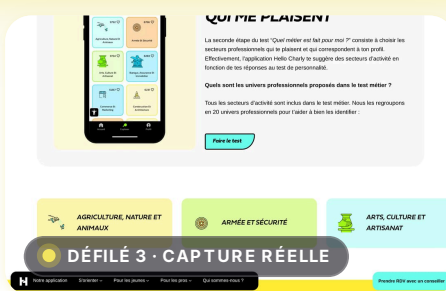 QUI ME PLAISENT
La seconde étape du test "Quel métier est fait pour moi ?" consiste à choisir les
secteurs professionnels qui te plaisent et qui correspondent à ton profil.
Effectivement, l'application Hello Charly te suggère des secteurs d'activité en
fonction de tes réponses au test de personnalité.
Quels sont les univers professionnels proposés dans le test métier ?
Tous les secteurs d'activité sont inclus dans le test métier. Nous les regroupons
en 20 univers professionnels pour t'aider à bien les identifier :
Faire le test
AGRICULTURE, NATURE ET
ANIMAUX
ARMÉE ET SÉCURITÉ
ARTS, CULTURE ET
ARTISANAT
DÉFILÉ 3 · CAPTURE RÉELLE
Notre application
S'orienter
Pour les jeunes
Pour les pros
Qui sommes-nous ?
Prendre RDV avec un conseiller